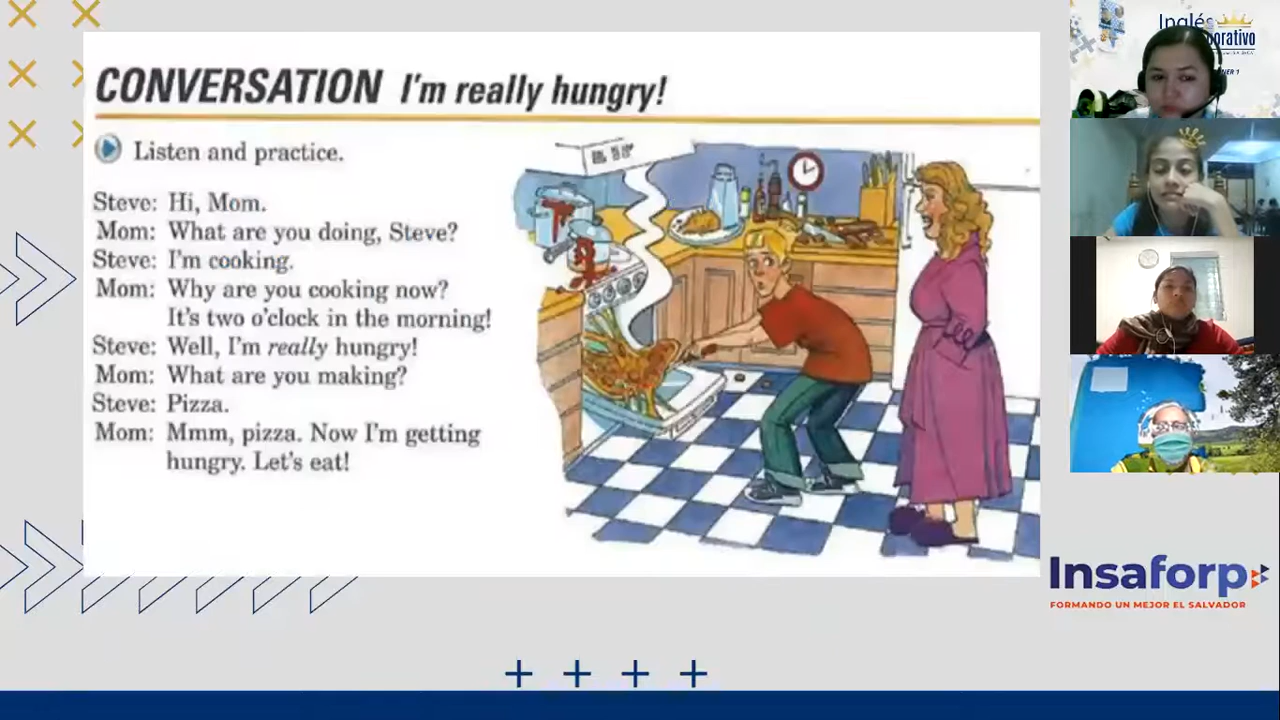 CONVERSATION I'm really hungry!
Listen and practice.
Steve: Hi, Mom.
Mom: What are you doing, Steve?
Steve: I'm cooking.
Mom: Why are you cooking now?
It's two o'clock in the morning!
Steve: Well, I'm really hungry!
Mom: What are you making?
Steve: Pizza.
Mom: Mmm, pizza. Now I'm getting
hungry. Let's eat!
Inglés
Insaforp
FORMANDO UN MEJOR EL SALVADOR